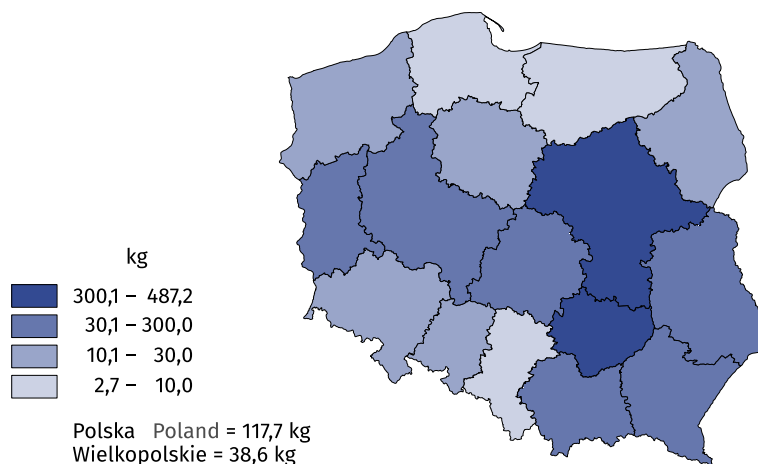 kg
300,1 – 487,2
30,1 – 300,0
10,1 – 30,0
2,7 – 10,0
Polska Poland = 117,7 kg
Wielkopolskie = 38,6 kg